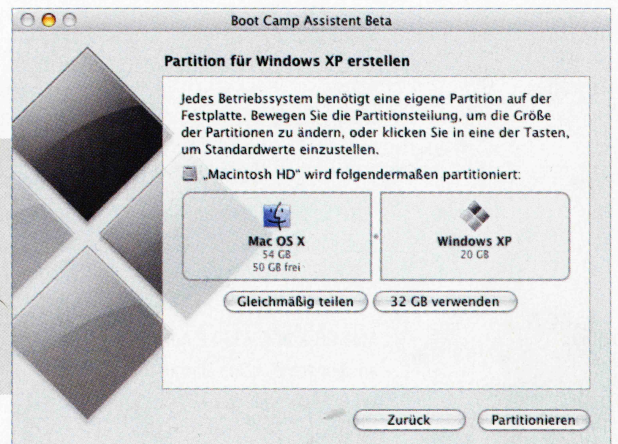 Boot Camp Assistent Beta
Partition für Windows XP erstellen
Jedes Betriebssystem benötigt eine eigene Partition auf der
Festplatte. Bewegen Sie die Partitionsteilung, um die Größe
der Partitionen zu ändern, oder klicken Sie in eine der Tasten,
um Standardwerte einzustellen.
„Macintosh HD“ wird folgendermaßen partitioniert:
Mac OS X
54 GB
50 GB frei
Windows XP
20 GB
Gleichmäßig teilen
32 GB verwenden
Zurück
Partitionieren